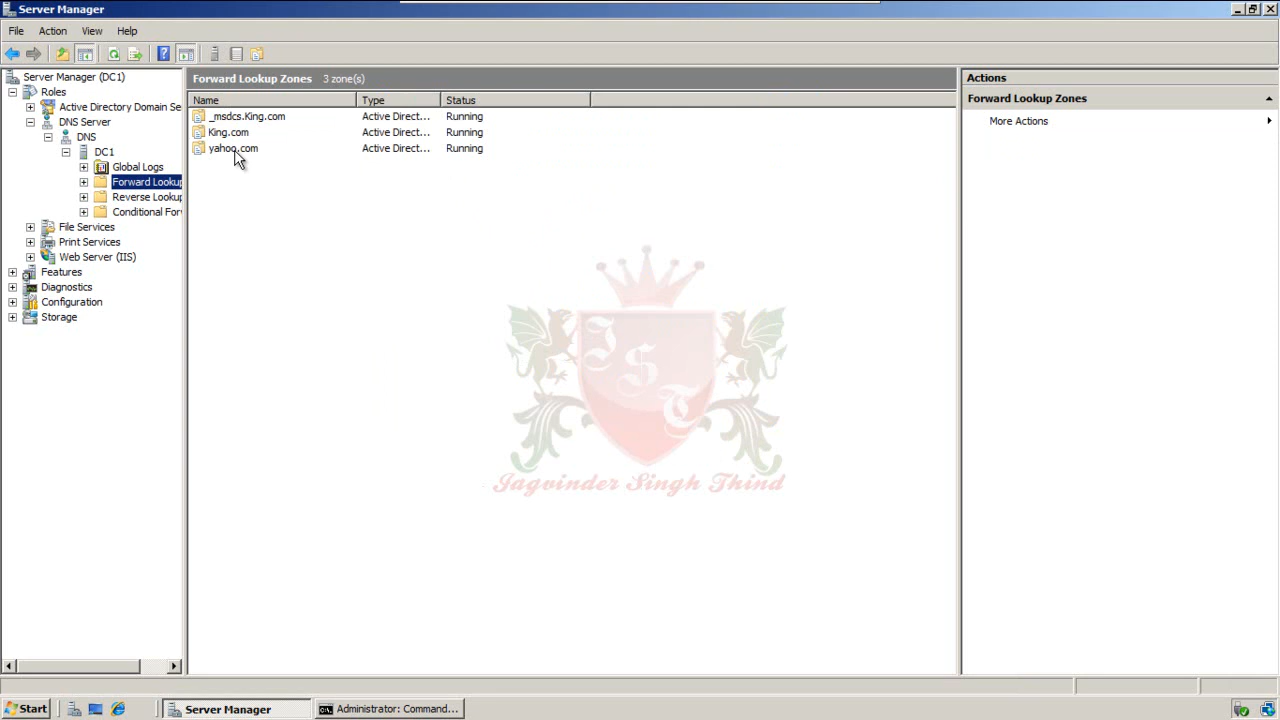 Server Manager
File Action View Help
Server Manager (DC1)
Roles
Active Directory Domain Se
DNS Server
DNS
DC1
Global Logs
Forward Lookup
Reverse Lookup
Conditional For
File Services
Print Services
Web Server (IIS)
Features
Diagnostics
Configuration
Storage
Forward Lookup Zones 3 zone(s)
Name Type Status
_msdcs.King.com Active Direct... Running
King.com Active Direct... Running
yahoo.com Active Direct... Running
JST
Jagvinder Singh Thind
Actions
Forward Lookup Zones
More Actions
Start Server Manager Administrator: Command...